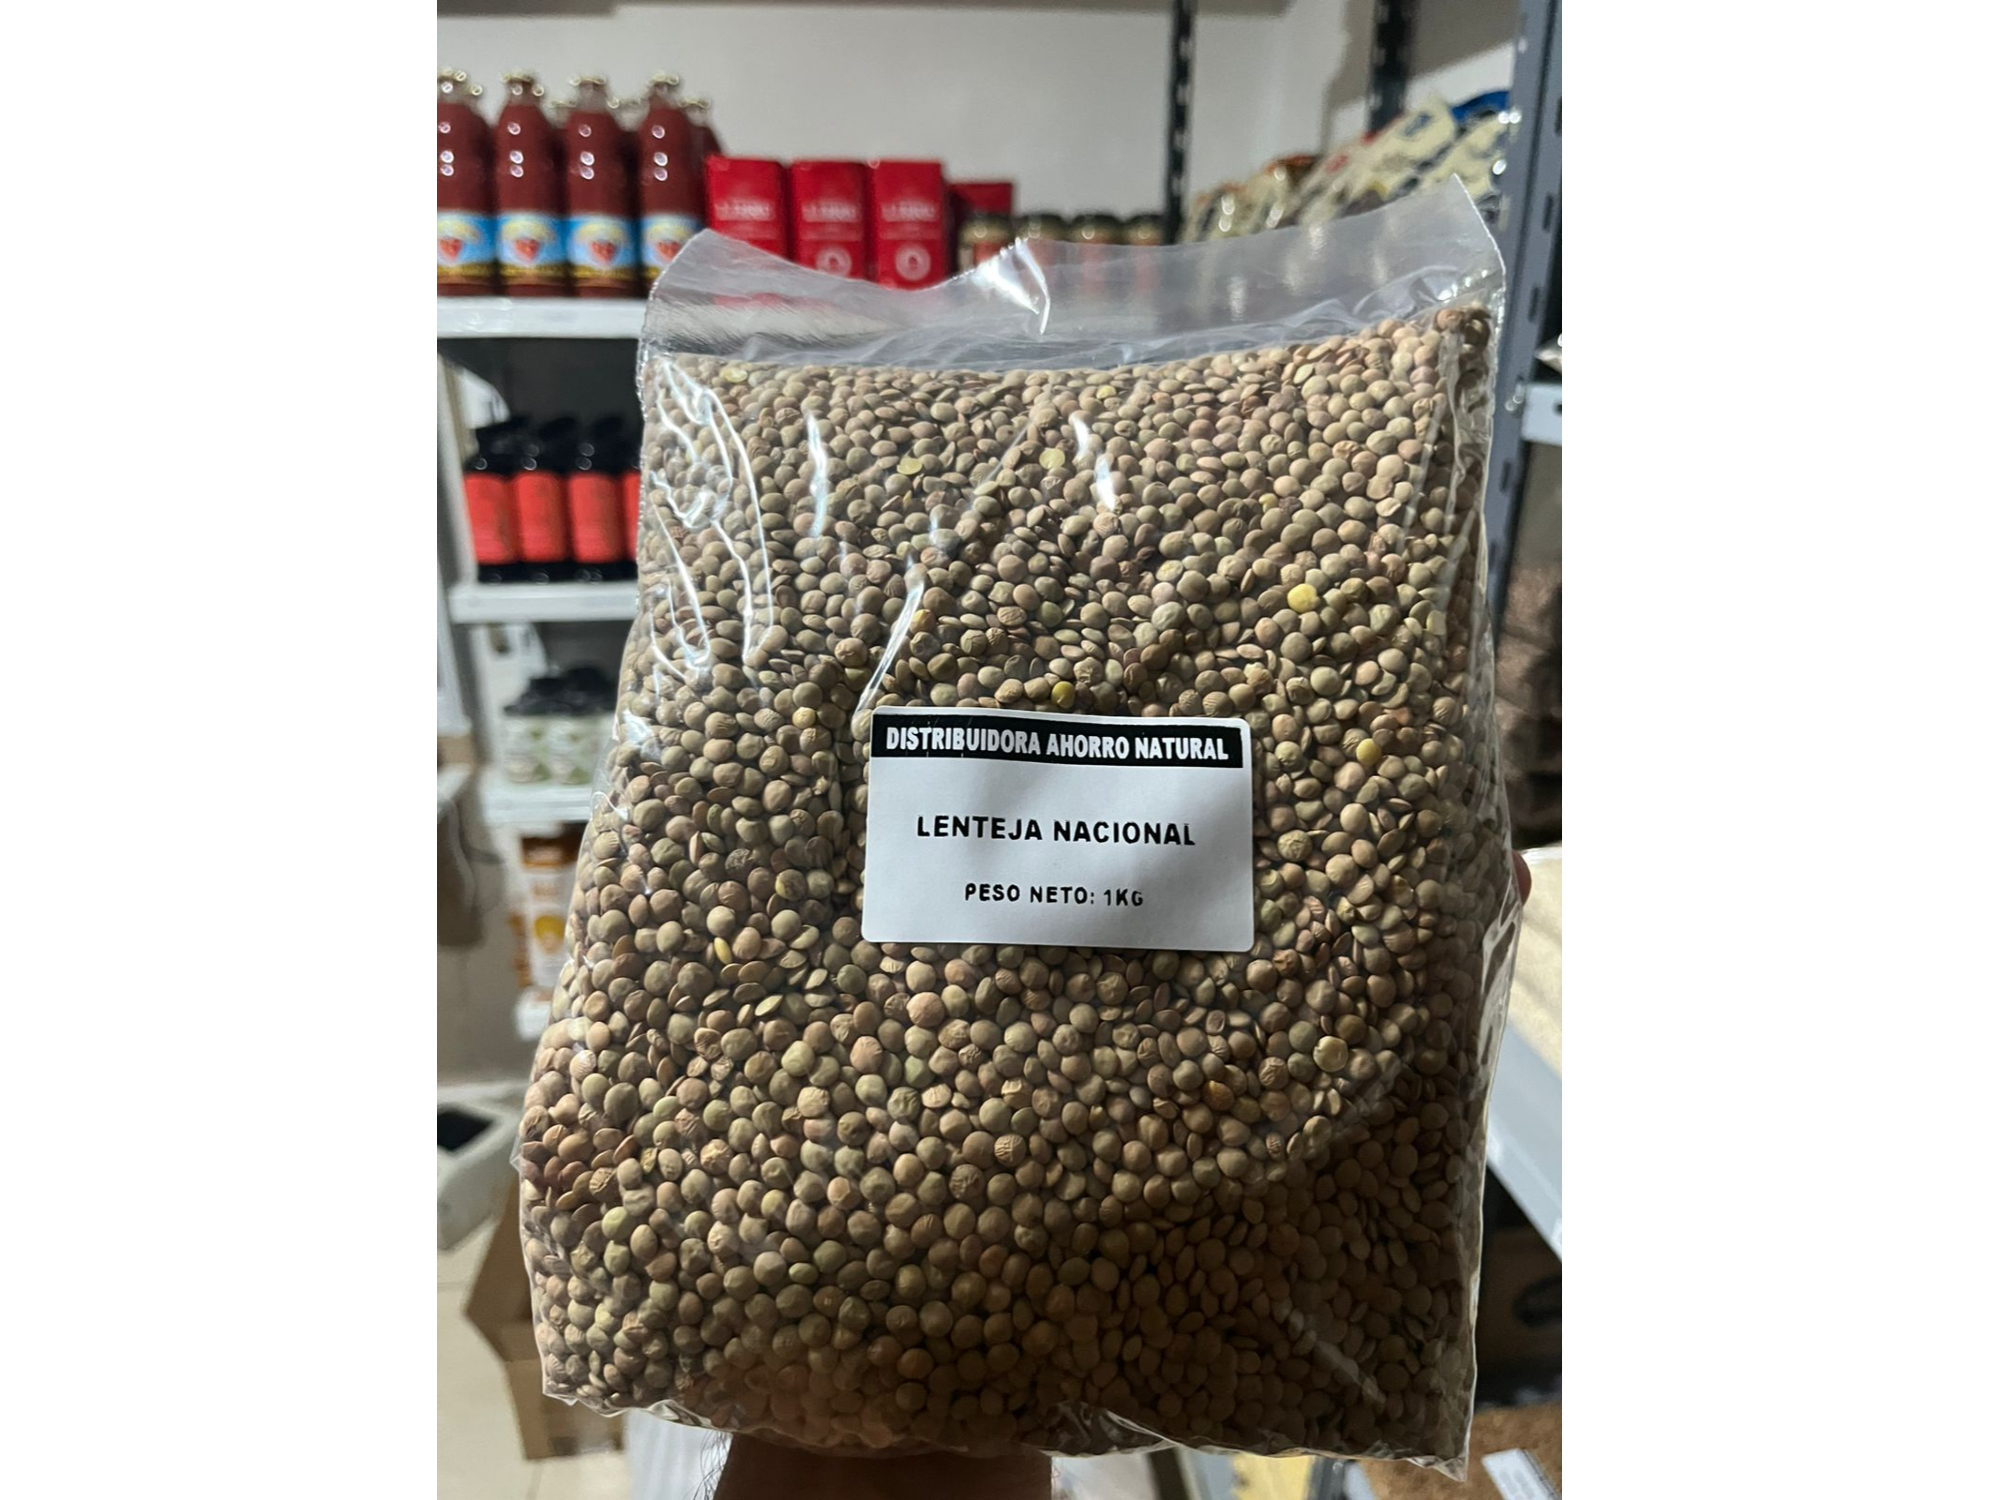 DISTRIBUIDORA AHORRO NATURAL
LENTEJA NACIONAL
PESO NETO: 1KG